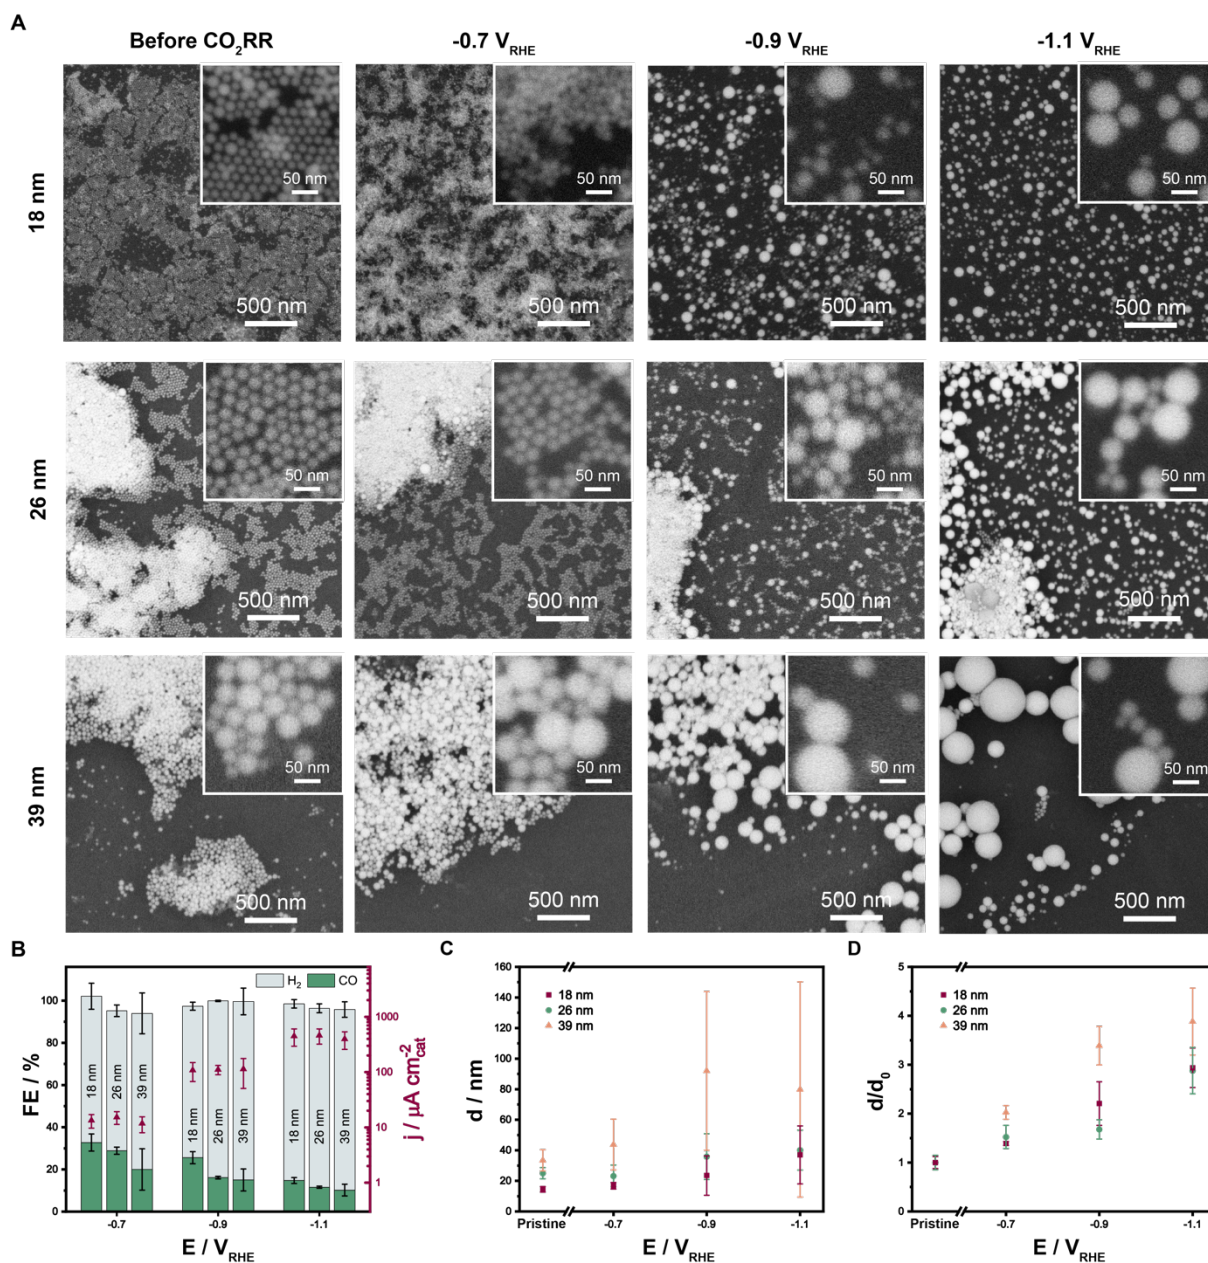 A
Before CO₂RR
-0.7 V_RHE
-0.9 V_RHE
-1.1 V_RHE
18 nm
50 nm
500 nm
50 nm
500 nm
50 nm
500 nm
50 nm
500 nm
26 nm
50 nm
500 nm
50 nm
500 nm
50 nm
500 nm
50 nm
500 nm
39 nm
50 nm
500 nm
50 nm
500 nm
50 nm
500 nm
50 nm
500 nm
B
H₂ CO
FE / %
100
80
60
40
20
0
18 nm
26 nm
39 nm
18 nm
26 nm
39 nm
18 nm
26 nm
39 nm
1000
100
10
1
j / µA cm⁻²_cat
-0.7 -0.9 -1.1
E / V_RHE
C
d / nm
160
140
120
100
80
60
40
20
0
18 nm
26 nm
39 nm
Pristine -0.7 -0.9 -1.1
E / V_RHE
D
d/d₀
5
4
3
2
1
0
18 nm
26 nm
39 nm
Pristine -0.7 -0.9 -1.1
E / V_RHE